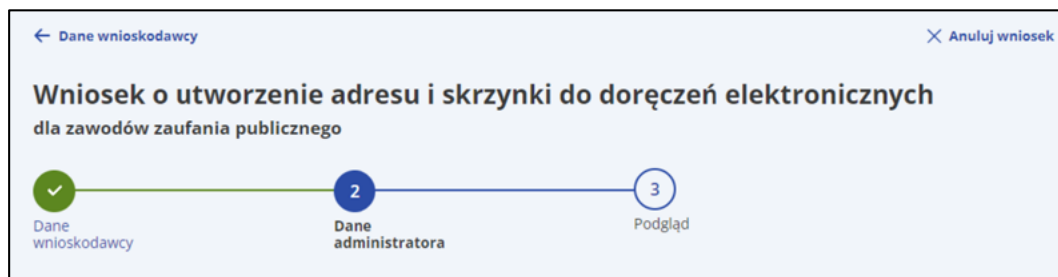 ← Dane wnioskodawcy
Anuluj wniosek
Wniosek o utworzenie adresu i skrzynki do doręczeń elektronicznych
dla zawodów zaufania publicznego
2
3
Dane
wnioskodawcy
Dane
administratora
Podgląd